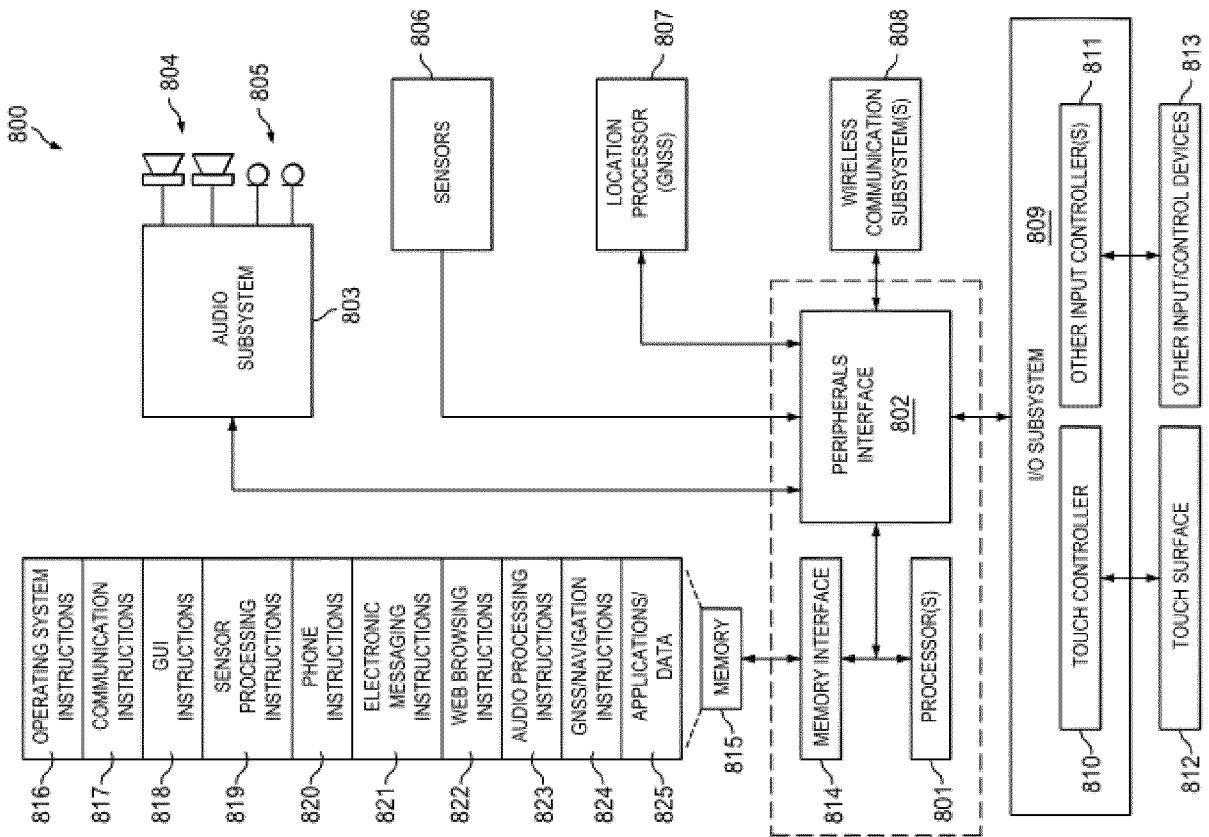 800
816
OPERATING SYSTEM
INSTRUCTIONS
817
COMMUNICATION
INSTRUCTIONS
818
GUI
INSTRUCTIONS
819
SENSOR
PROCESSING
INSTRUCTIONS
820
PHONE
INSTRUCTIONS
821
ELECTRONIC
MESSAGING
INSTRUCTIONS
822
WEB BROWSING
INSTRUCTIONS
823
AUDIO PROCESSING
INSTRUCTIONS
824
GNSS/NAVIGATION
INSTRUCTIONS
825
APPLICATIONS/
DATA
815
MEMORY
AUDIO
SUBSYSTEM
803
804
805
SENSORS
806
LOCATION
PROCESSOR
(GNSS)
807
814
MEMORY INTERFACE
801
PROCESSOR(S)
PERIPHERALS
INTERFACE
802
WIRELESS
COMMUNICATION
SUBSYSTEM(S)
808
I/O SUBSYSTEM
809
810
TOUCH CONTROLLER
OTHER INPUT CONTROLLER(S)
811
812
TOUCH SURFACE
OTHER INPUT/CONTROL DEVICES
813